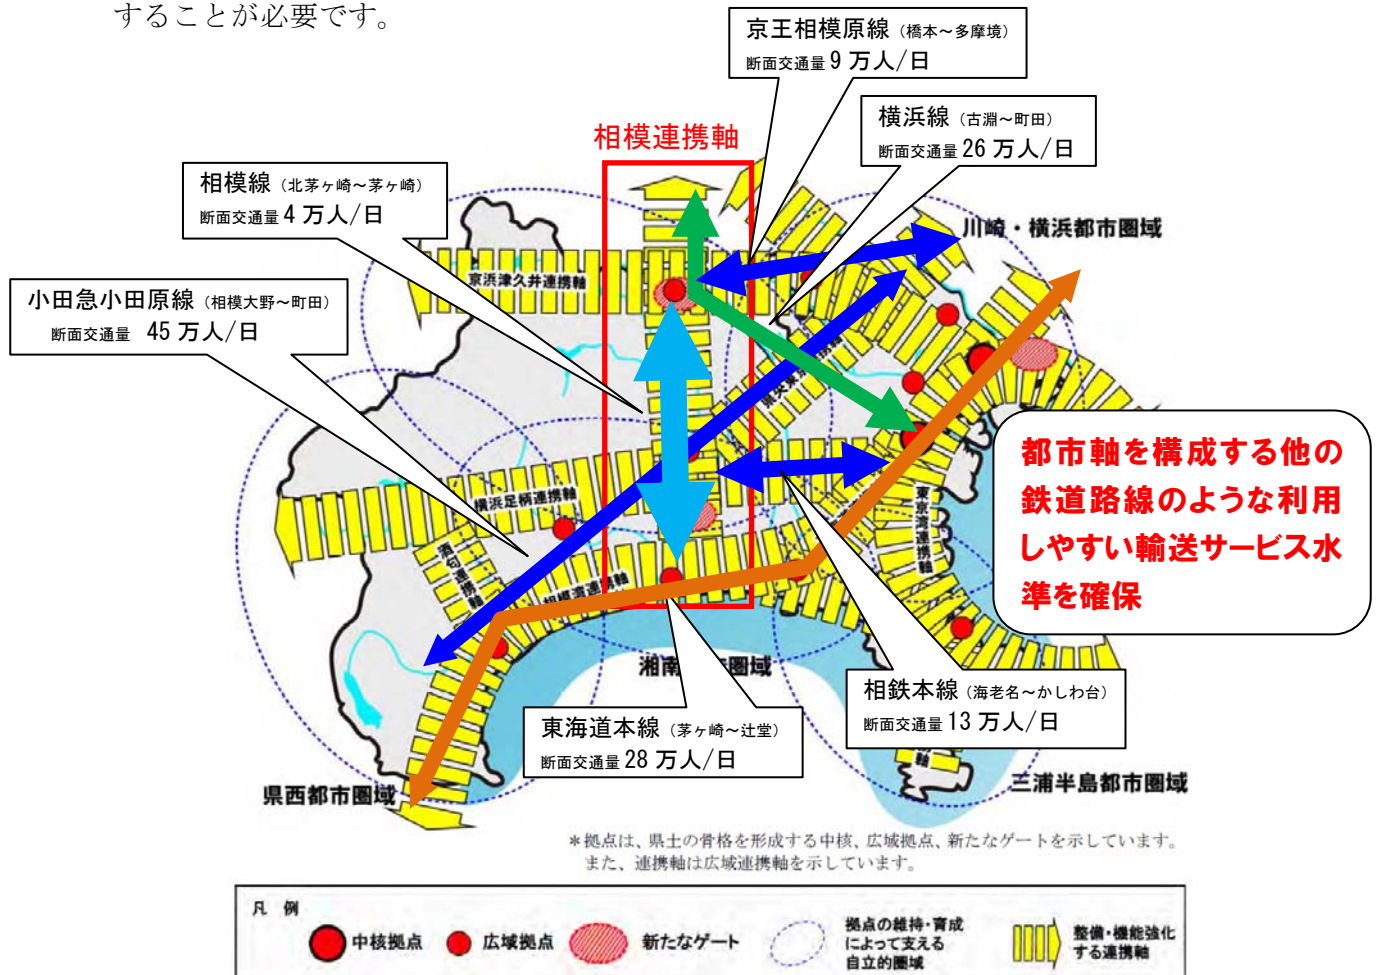 することが必要です。
京王相模原線（橋本～多摩境）
断面交通量 9 万人/日
横浜線（古淵～町田）
断面交通量 26 万人/日
相模連携軸
相模線（北茅ヶ崎～茅ヶ崎）
断面交通量 4 万人/日
川崎・横浜都市圏域
京浜津久井連携軸
小田急小田原線（相模大野～町田）
断面交通量 45 万人/日
都市軸を構成する他の
鉄道路線のような利用
しやすい輸送サービス水
準を確保
横浜足柄連携軸
酒匂連携軸
相模湾連携軸
東京湾連携軸
湘南
圏域
相鉄本線（海老名～かしわ台）
断面交通量 13 万人/日
東海道本線（茅ヶ崎～辻堂）
断面交通量 28 万人/日
軸
県西都市圏域
三浦半島都市圏域
＊拠点は、県土の骨格を形成する中核、広域拠点、新たなゲートを示しています。
また、連携軸は広域連携軸を示しています。
凡 例
中核拠点
広域拠点
新たなゲート
拠点の維持・育成
によって支える
自立的圏域
整備・機能強化
する連携軸